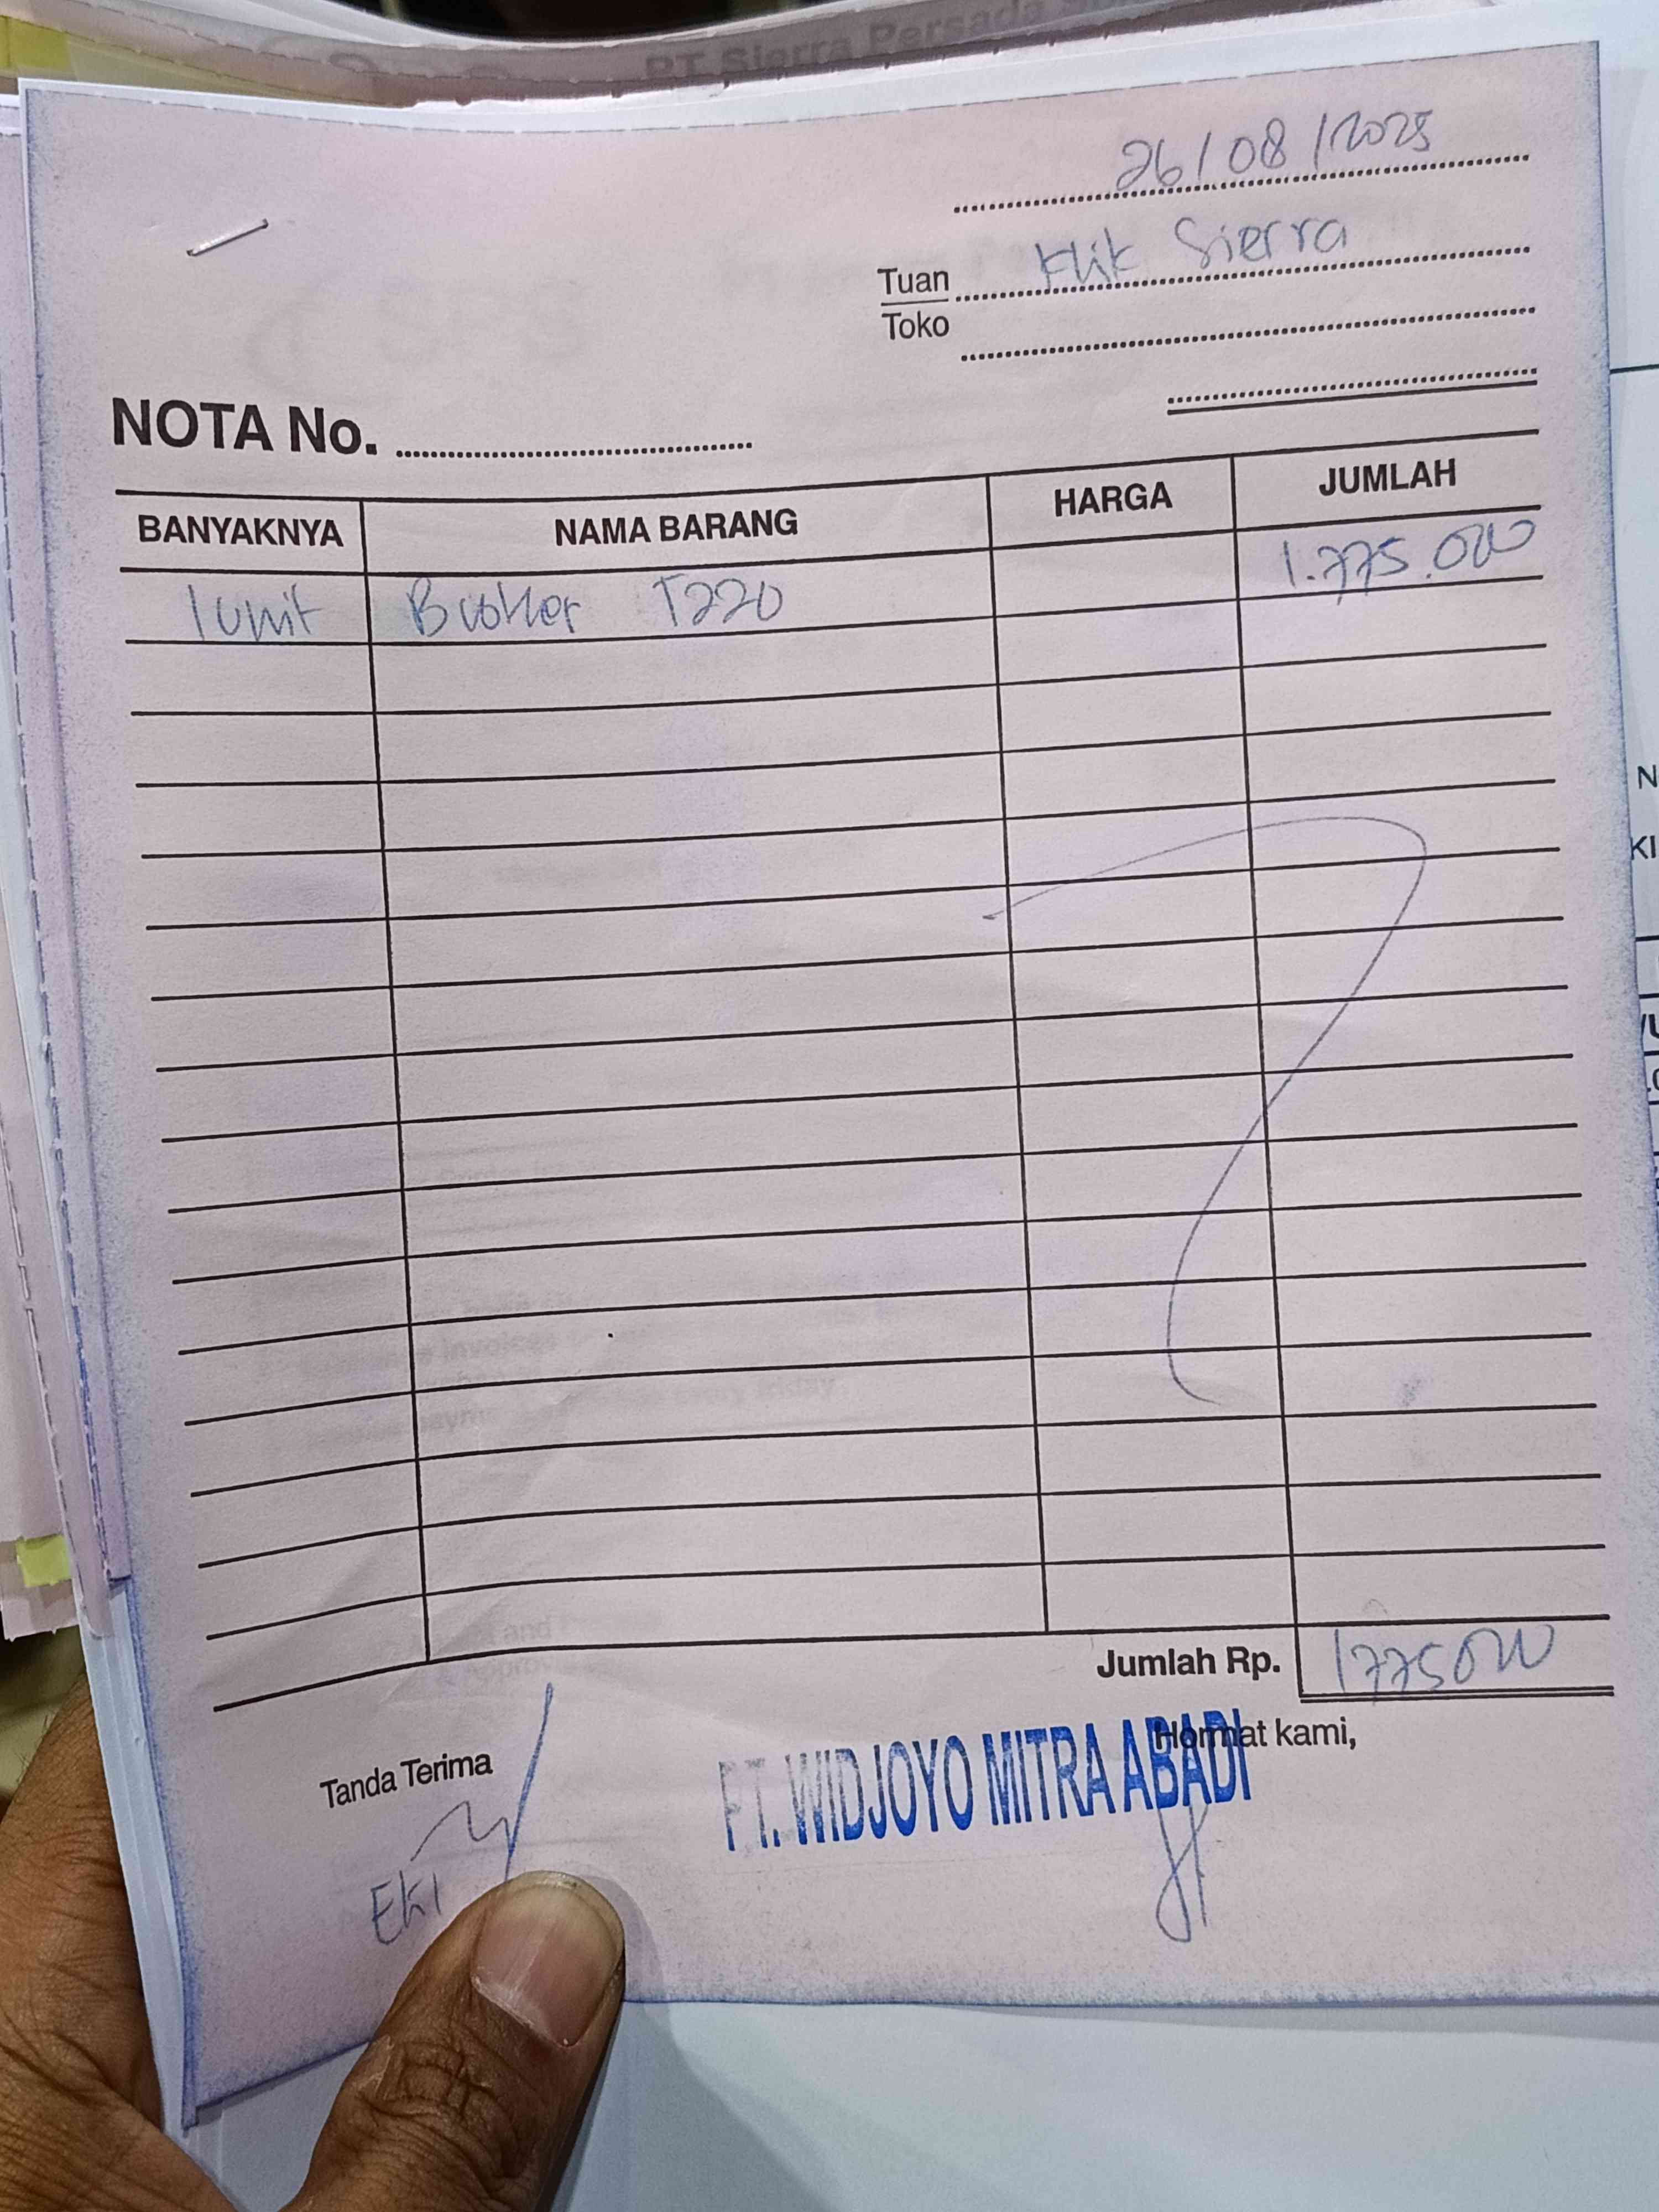 PT Sierra Persada
26/08/2025
Tuan Klik Sierra
Toko
NOTA No.
BANYAKNYA NAMA BARANG HARGA JUMLAH
1 unit Brother T220 1.775.000
Jumlah Rp. 1775000
Tanda Terima Hormat kami,
PT. WIDJOYO MITRA ABADI
Eki